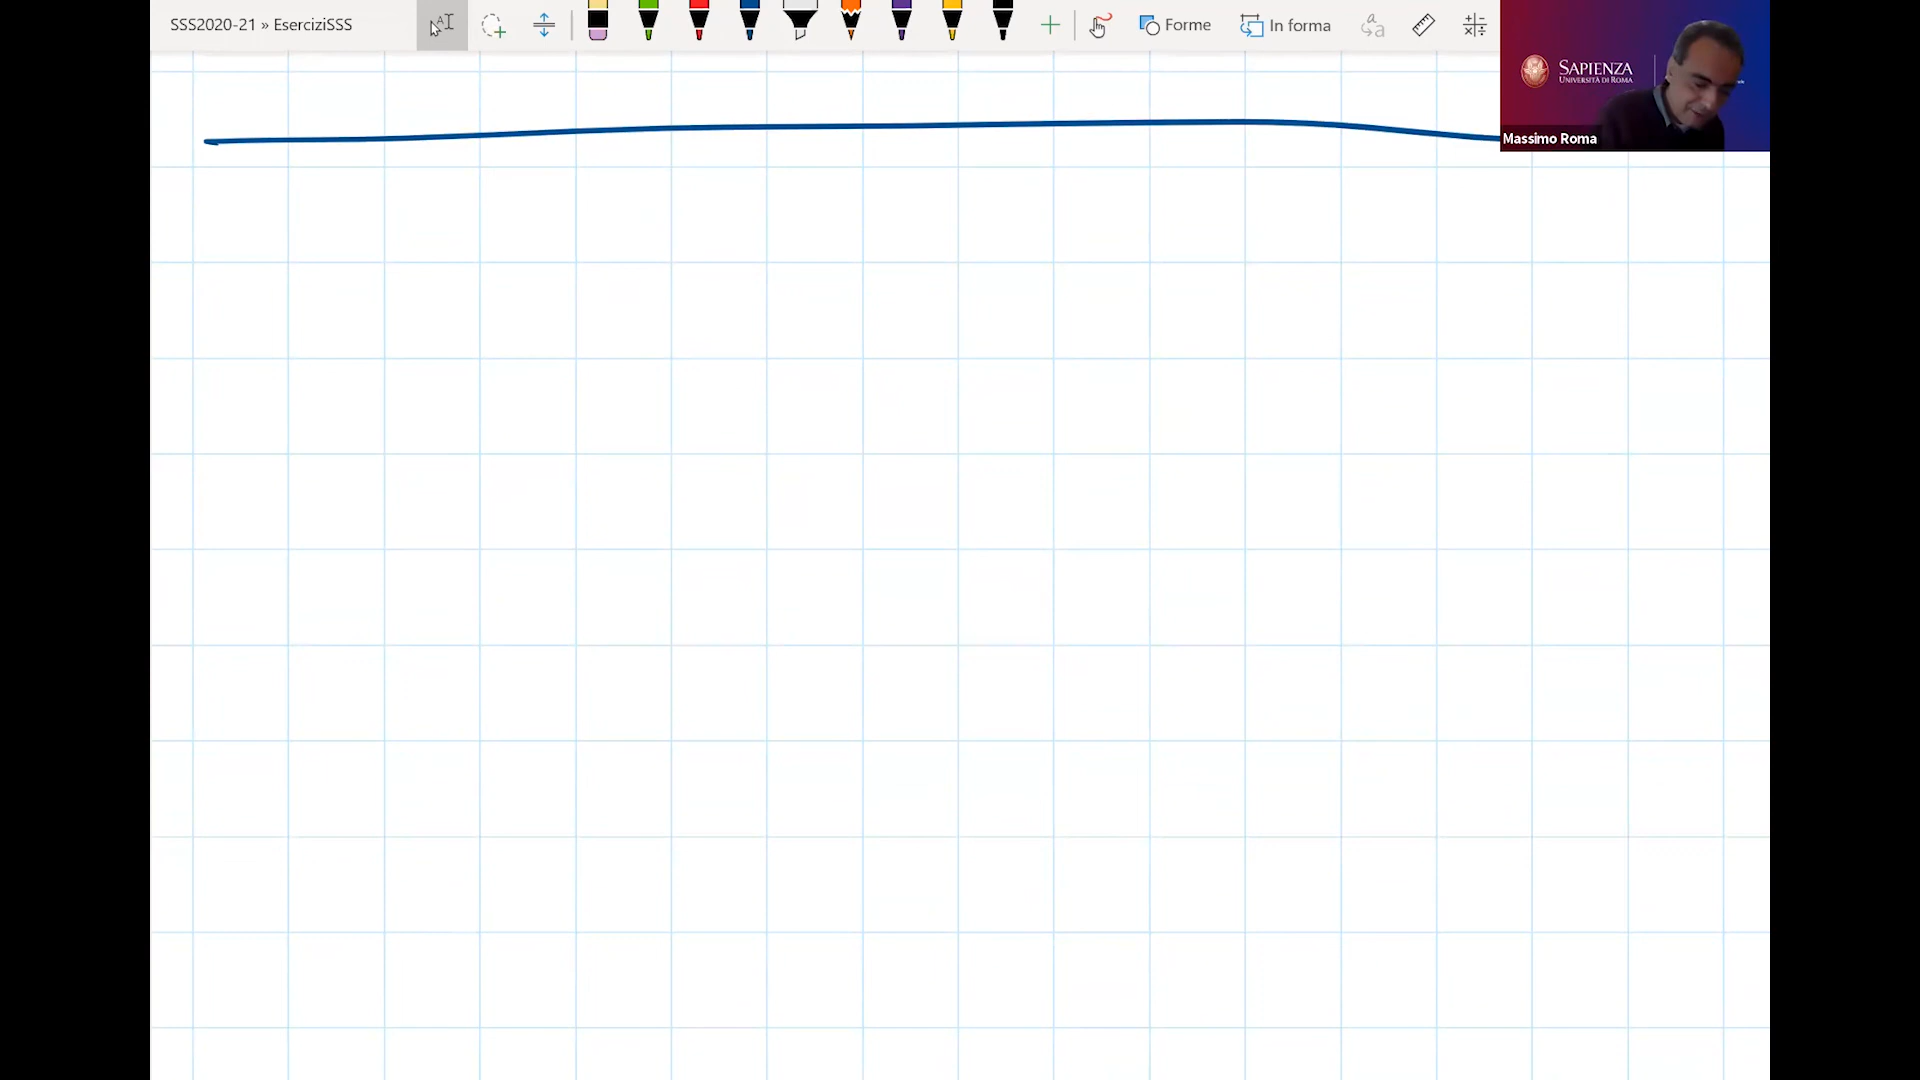 SSS2020-21 » EserciziSSS
Forme
In forma
SAPIENZA
UNIVERSITÀ DI ROMA
Massimo Roma